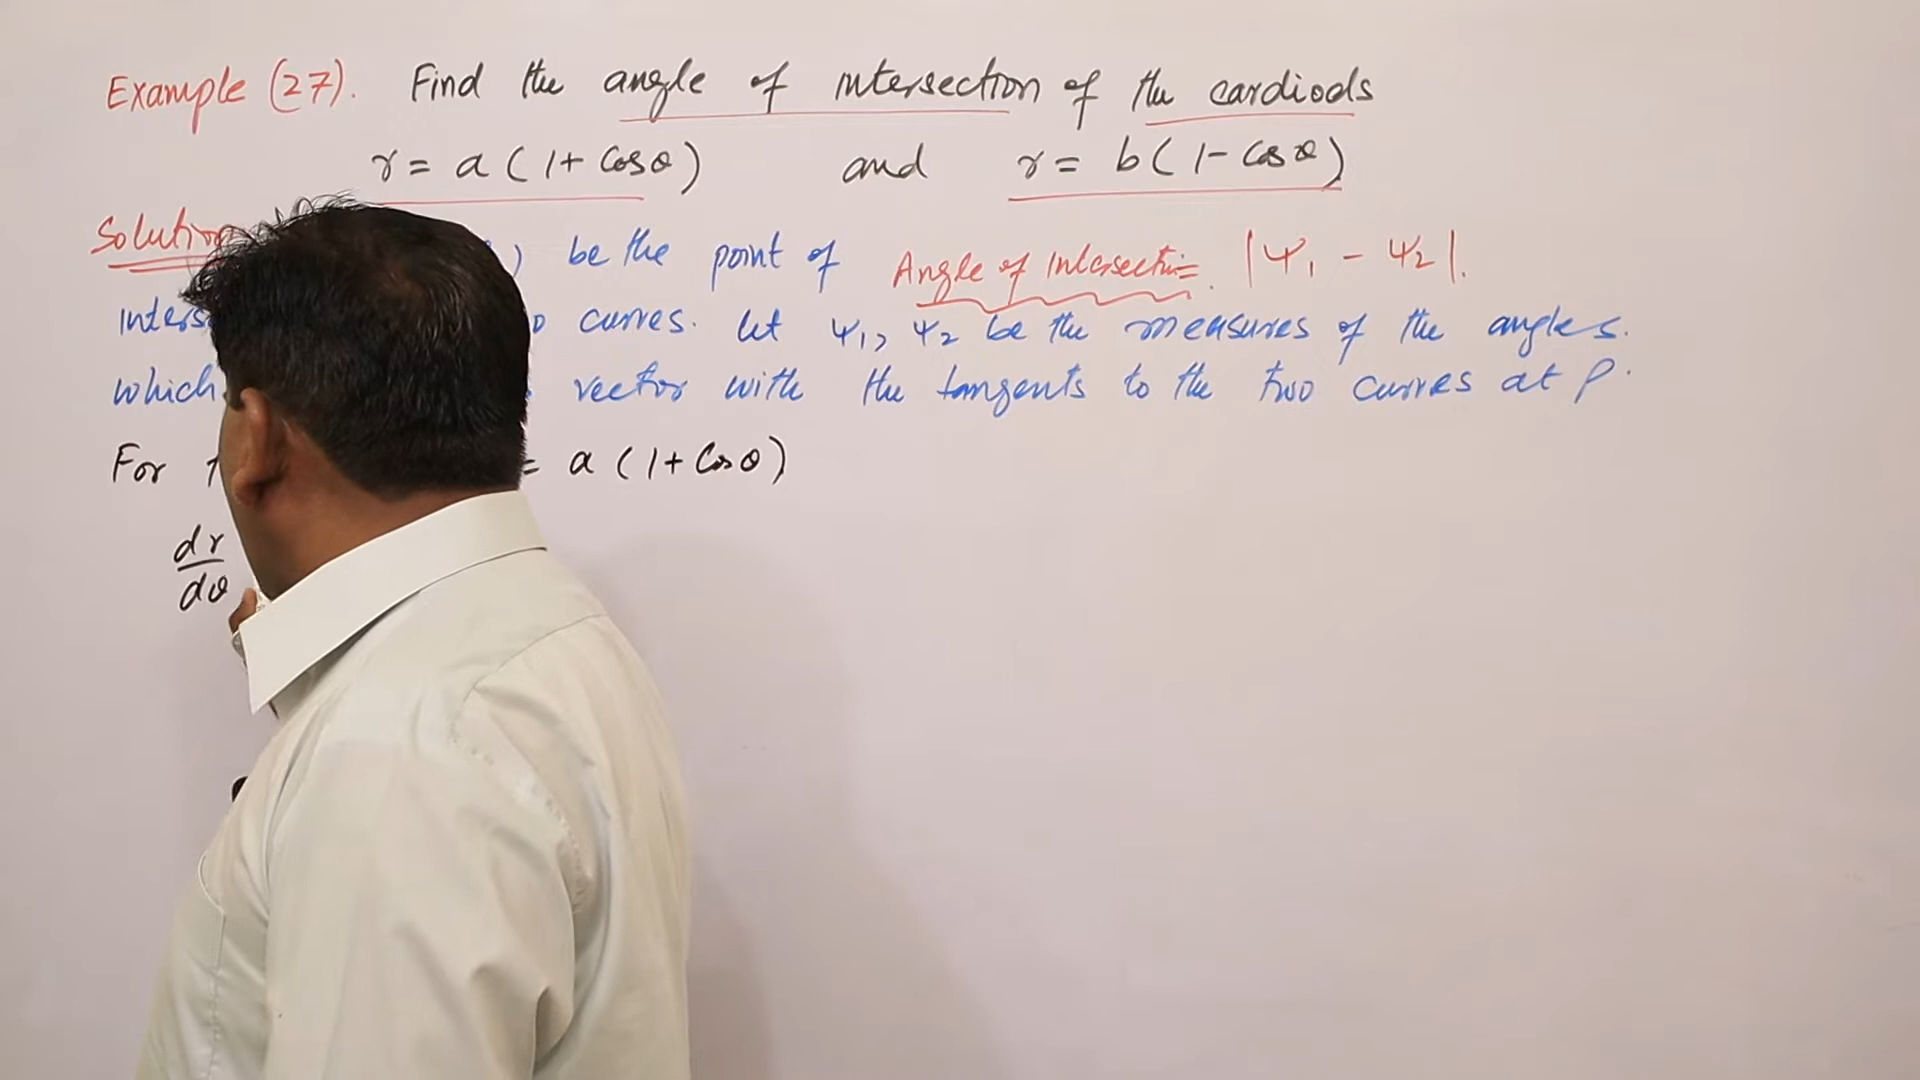 Example (27). Find the angle of intersection of the cardiods
r = a ( 1 + Cosθ ) and r = b ( 1 - Cosθ )
Solution ) be the point of Angle of Intersection. | ψ₁ - ψ₂ |.
curves. Let ψ₁, ψ₂ be the measures of the angles.
which vector with the tangents to the two curves at P.
For = a ( 1 + Cosθ )
dr
dθ